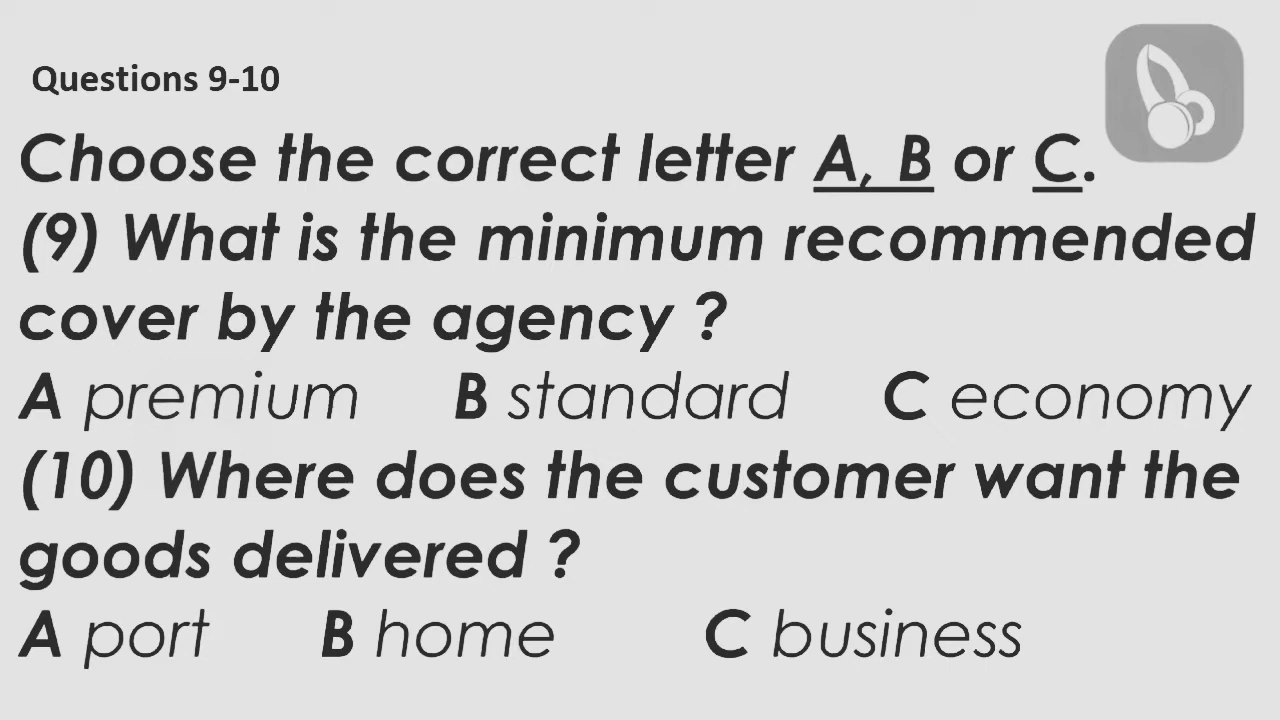 Questions 9-10
Choose the correct letter A, B or C.
(9) What is the minimum recommended
cover by the agency ?
A premium B standard C economy
(10) Where does the customer want the
goods delivered ?
A port B home C business